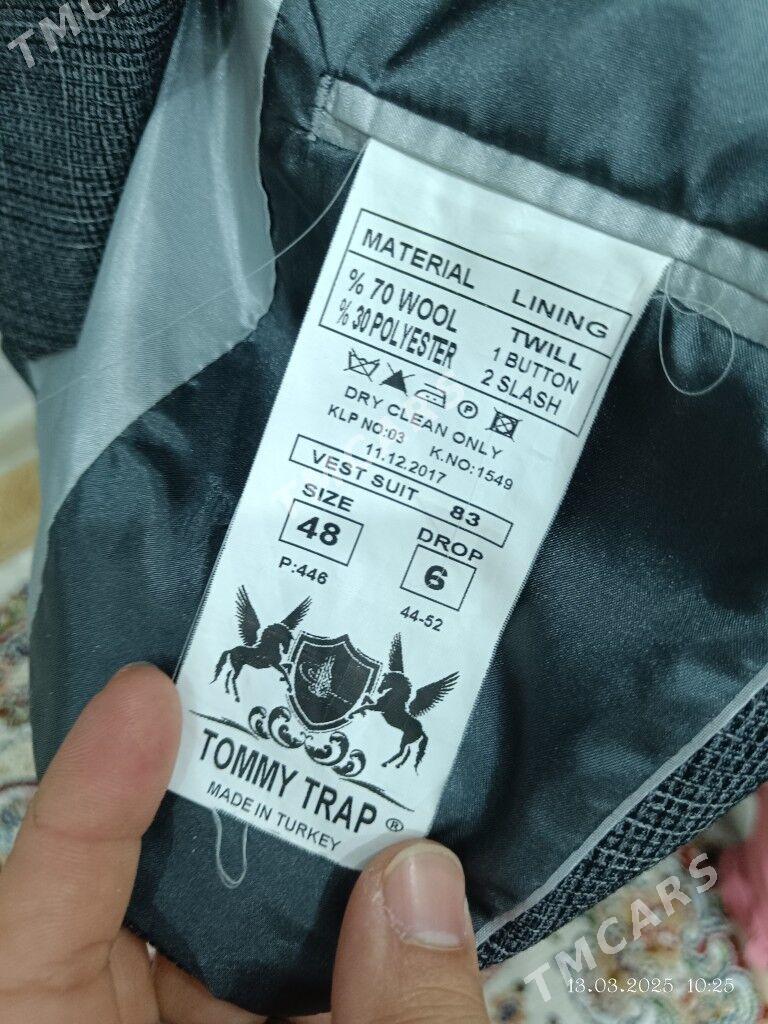 TMCARS
MATERIAL LINING
% 70 WOOL TWILL
% 30 POLYESTER 1 BUTTON
2 SLASH
P
DRY CLEAN ONLY
KLP NO:03 K.NO:1549
11.12.2017
VEST SUIT 83
SIZE DROP
48 6
P:446 44-52
TOMMY TRAP ®
MADE IN TURKEY
TMCARS
TMCARS
13.03.2025 10:25